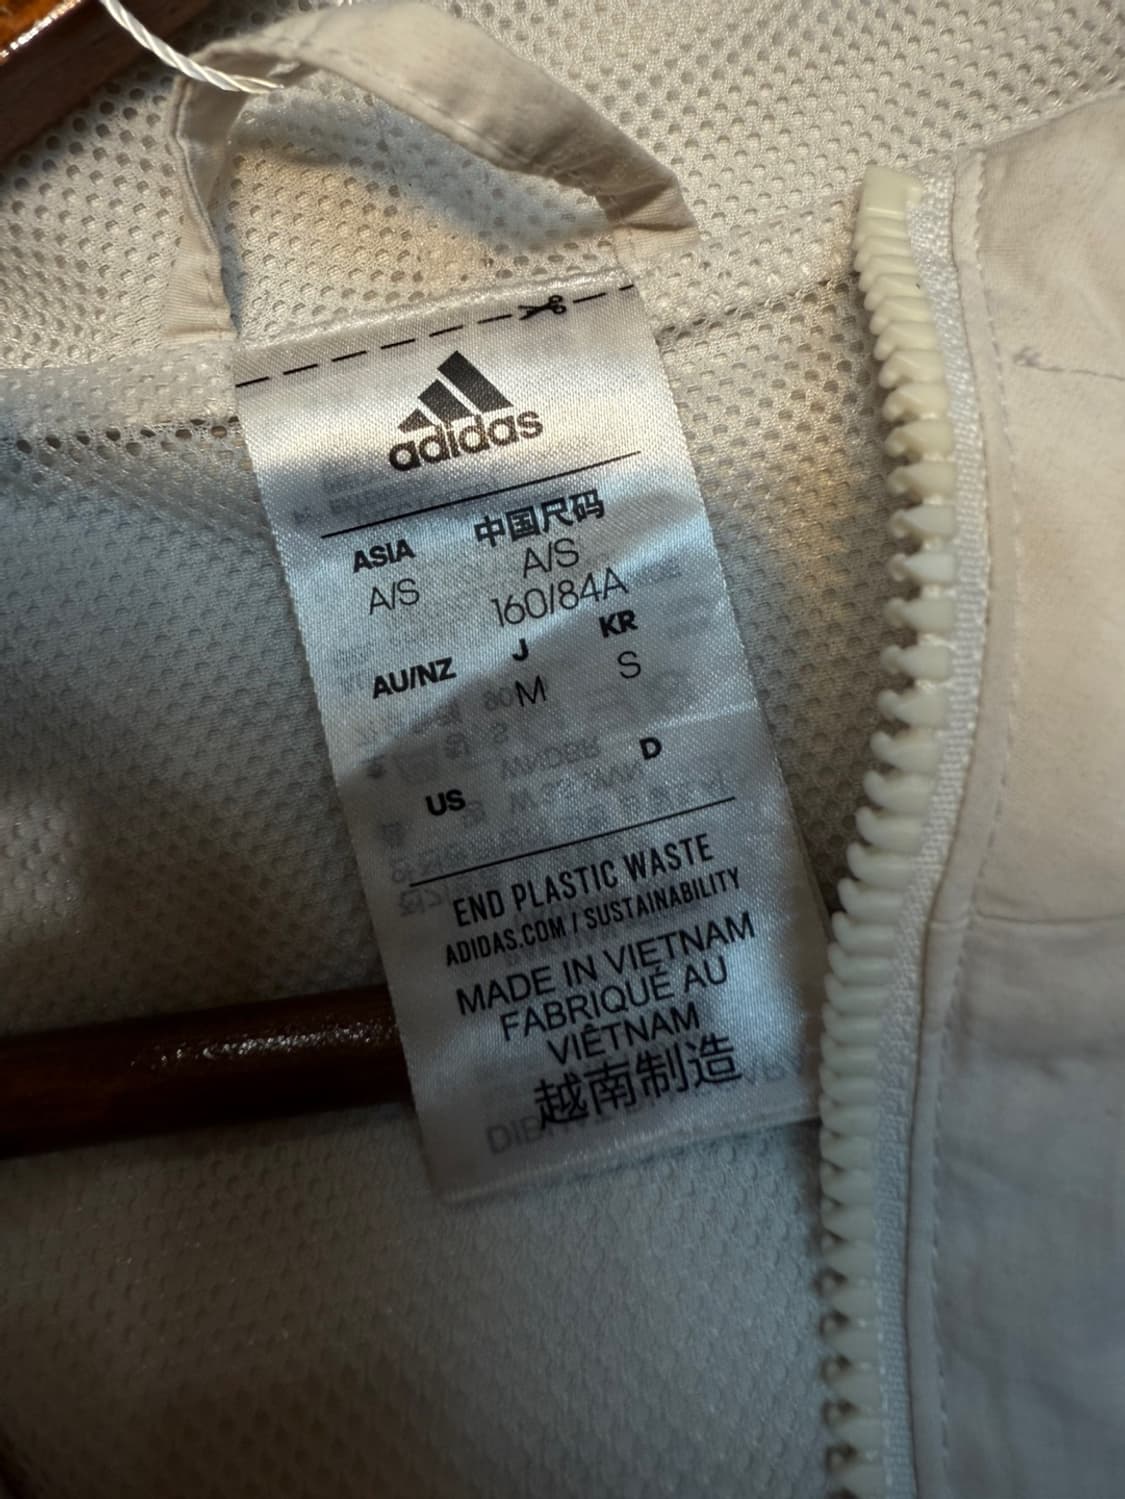 adidas
ASIA 中国尺码
A/S A/S
160/84A
AU/NZ J KR
M S
US D
END PLASTIC WASTE
ADIDAS.COM / SUSTAINABILITY
MADE IN VIETNAM
FABRIQUÉ AU
VIÊTNAM
越南制造